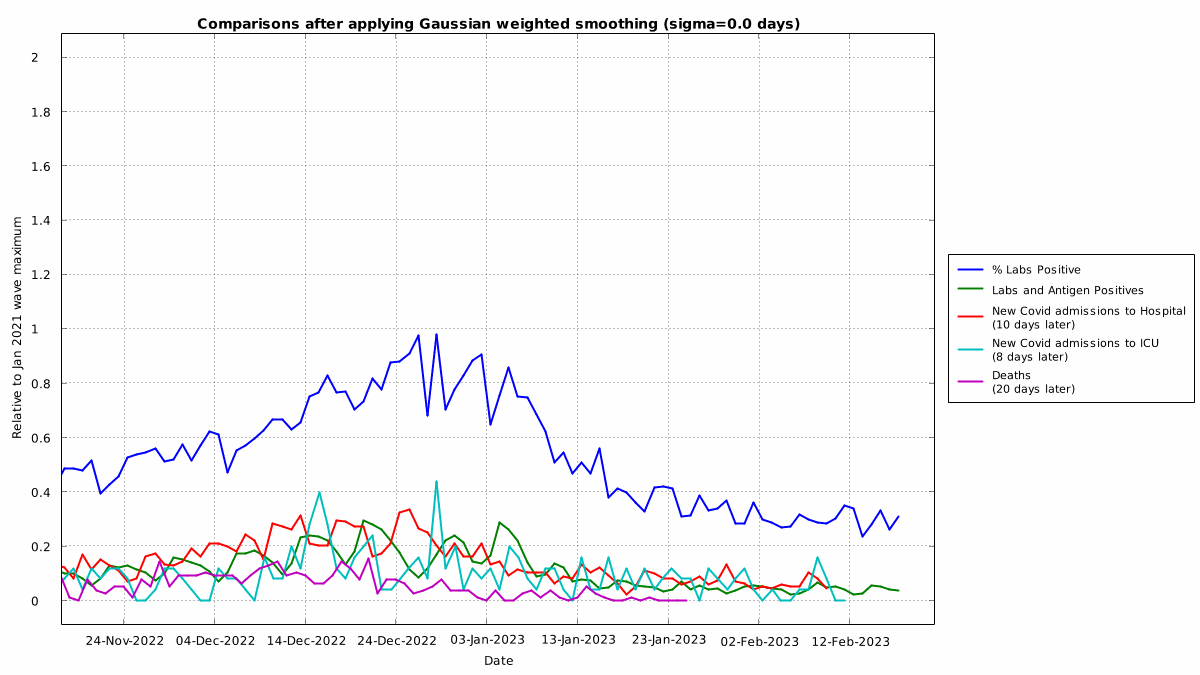 Comparisons after applying Gaussian weighted smoothing (sigma=0.0 days)
2
1.8
1.6
1.4
1.2
1
0.8
0.6
0.4
0.2
0
Relative to Jan 2021 wave maximum
24-Nov-2022
04-Dec-2022
14-Dec-2022
24-Dec-2022
03-Jan-2023
13-Jan-2023
23-Jan-2023
02-Feb-2023
12-Feb-2023
Date
% Labs Positive
Labs and Antigen Positives
New Covid admissions to Hospital
(10 days later)
New Covid admissions to ICU
(8 days later)
Deaths
(20 days later)